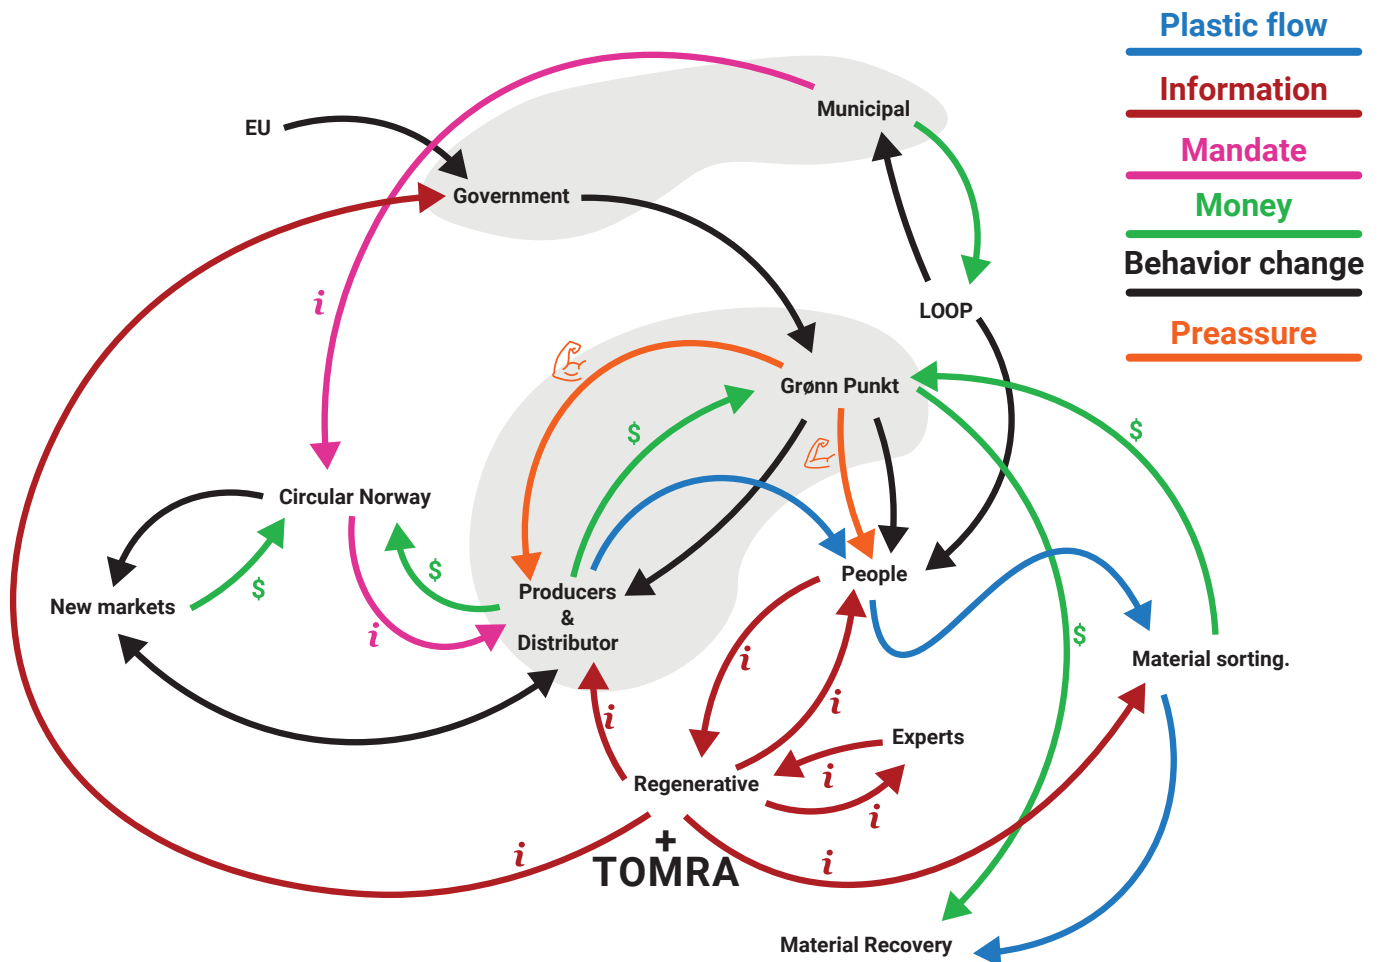 Plastic flow
Information
Mandate
Money
Behavior change
Preassure
Municipal
EU
Government
i
LOOP
Grønn Punkt
$
$
Circular Norway
$
$
New markets
i
Producers
&
Distributor
People
$
Material sorting.
i
i
i
Experts
i
i
Regenerative
+
TOMRA
i
i
Material Recovery